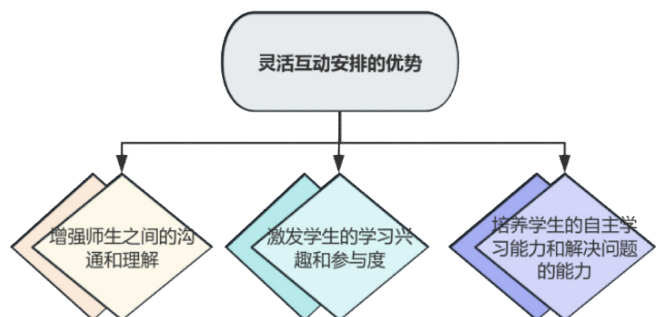 灵活互动安排的优势
增强师生之间的沟
通和理解
激发学生的学习兴
趣和参与度
培养学生的自主学
习能力和解决问题
的能力